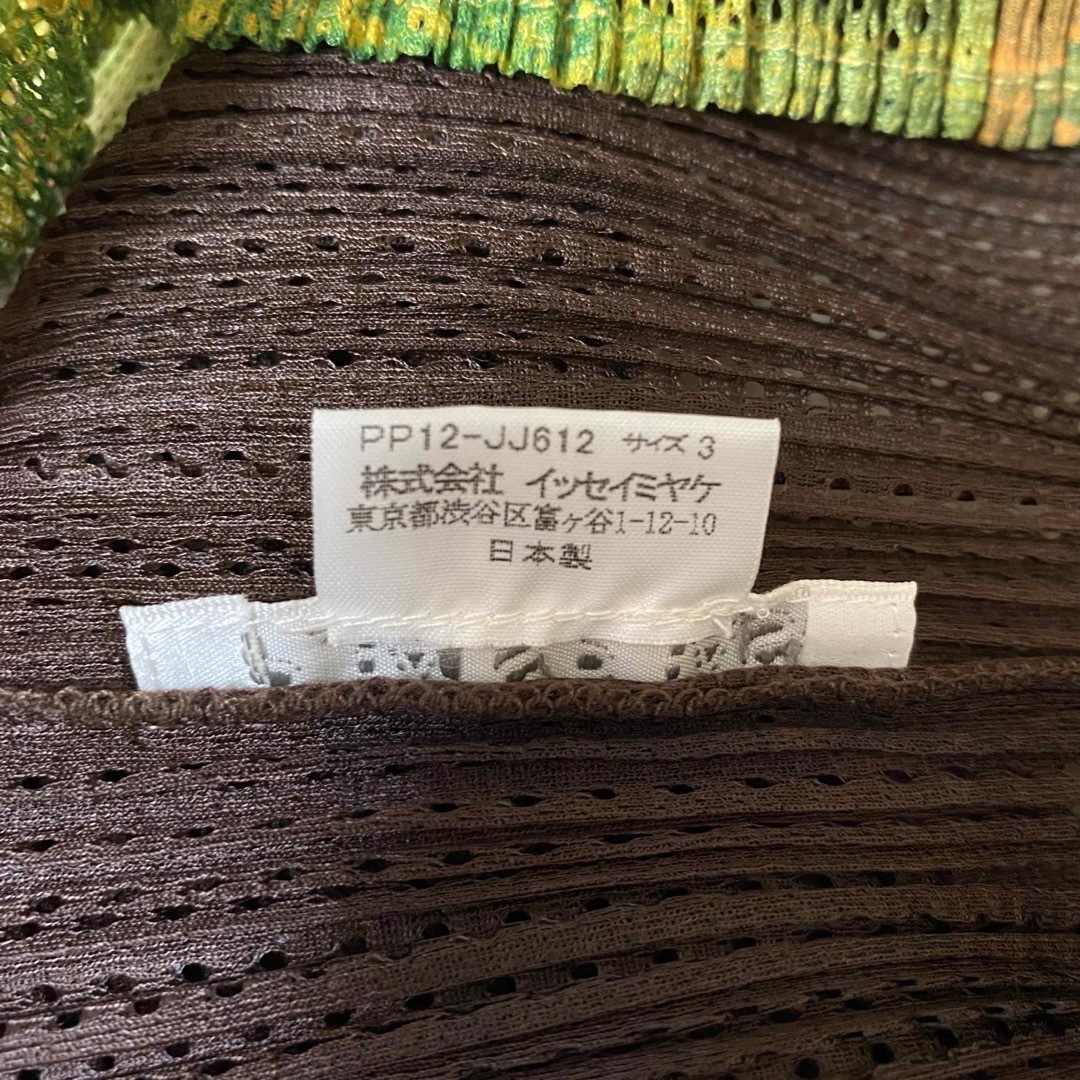 PP12-JJ612 サイズ 3
株式会社 イッセイミヤケ
東京都渋谷区富ヶ谷1-12-10
日本製